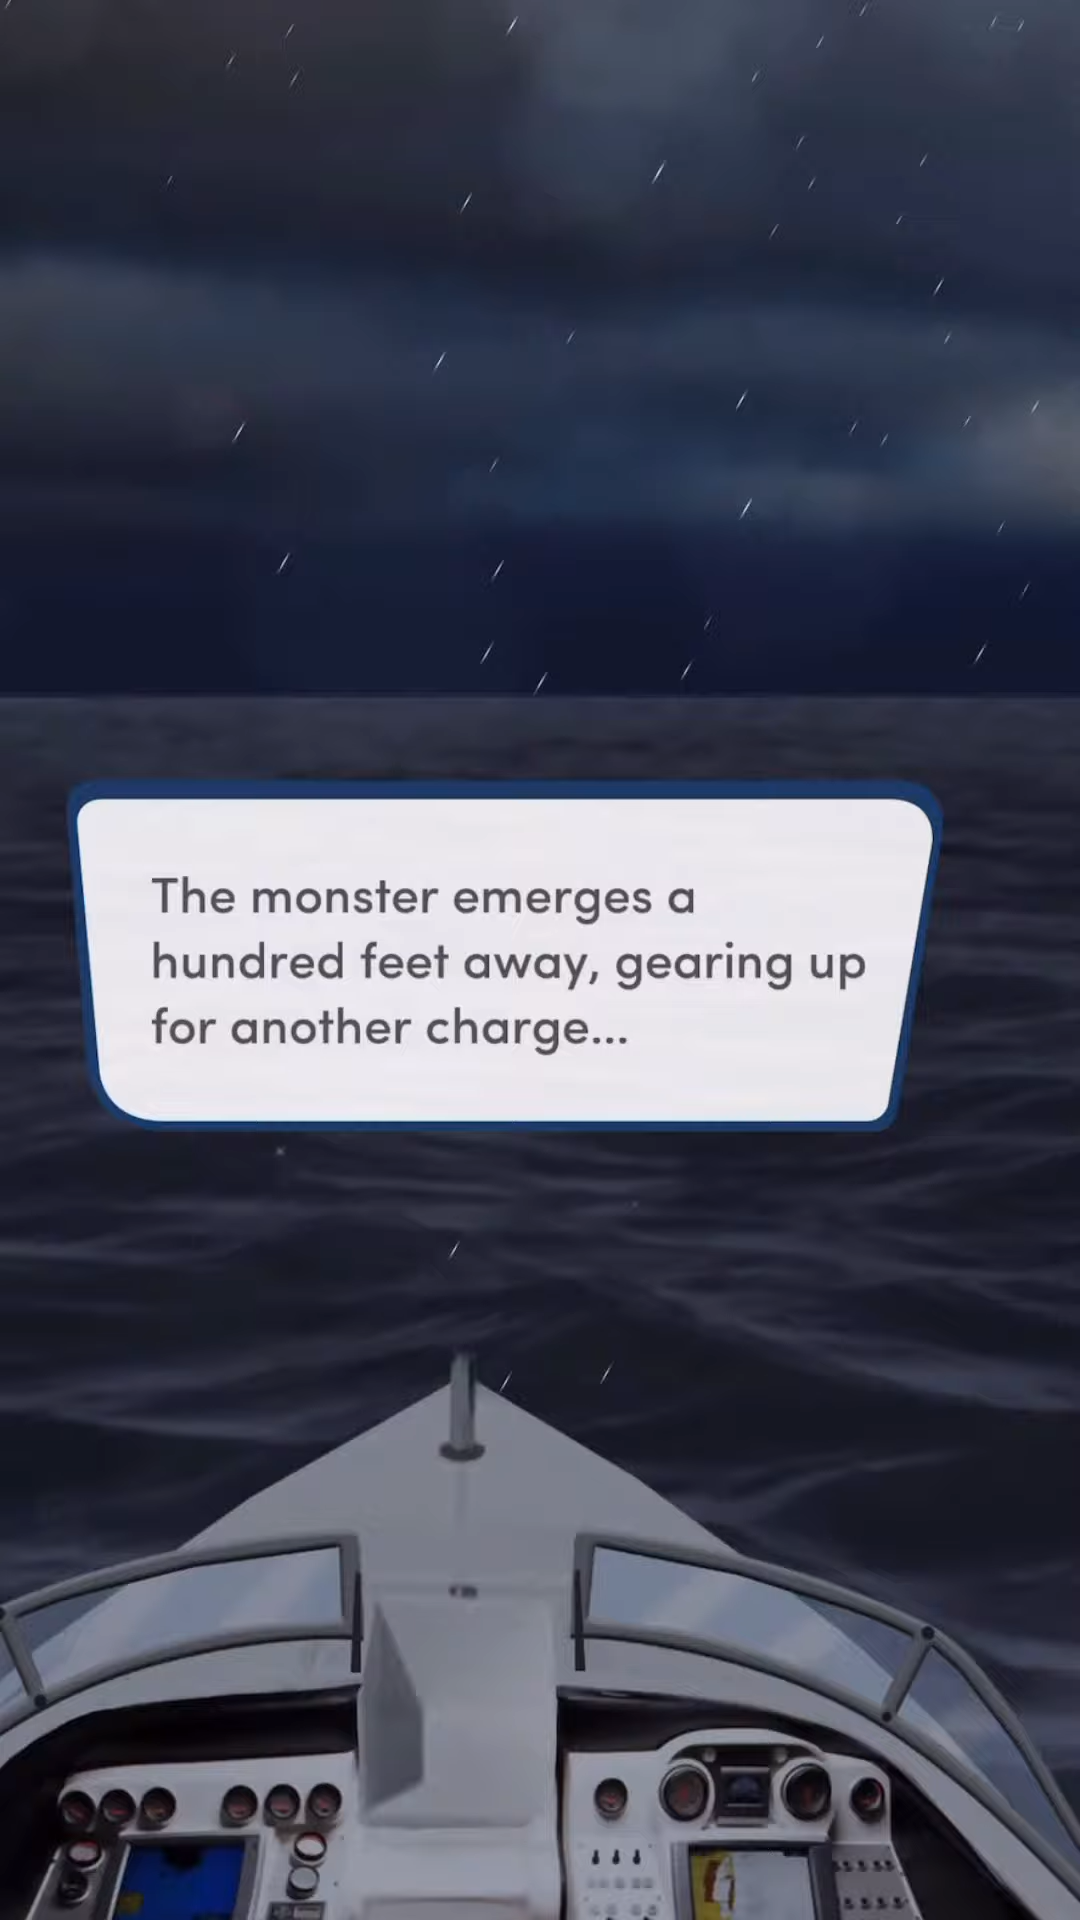 The monster emerges a
hundred feet away, gearing up
for another charge...